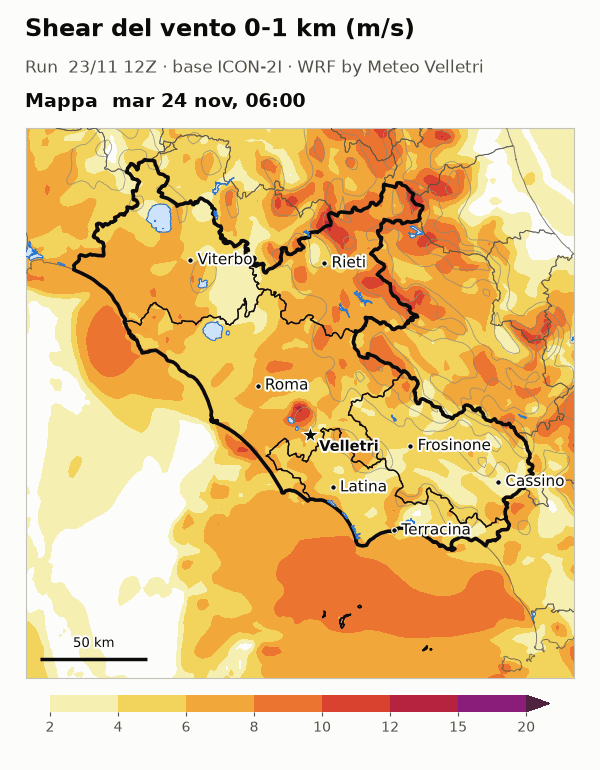 Shear del vento 0-1 km (m/s)
Run  23/11 12Z · base ICON-2I · WRF by Meteo Velletri
Mappa  mar 24 nov, 06:00
Viterbo
Rieti
Roma
Velletri
Frosinone
Cassino
Latina
Terracina
50 km
2 4 6 8 10 12 15 20